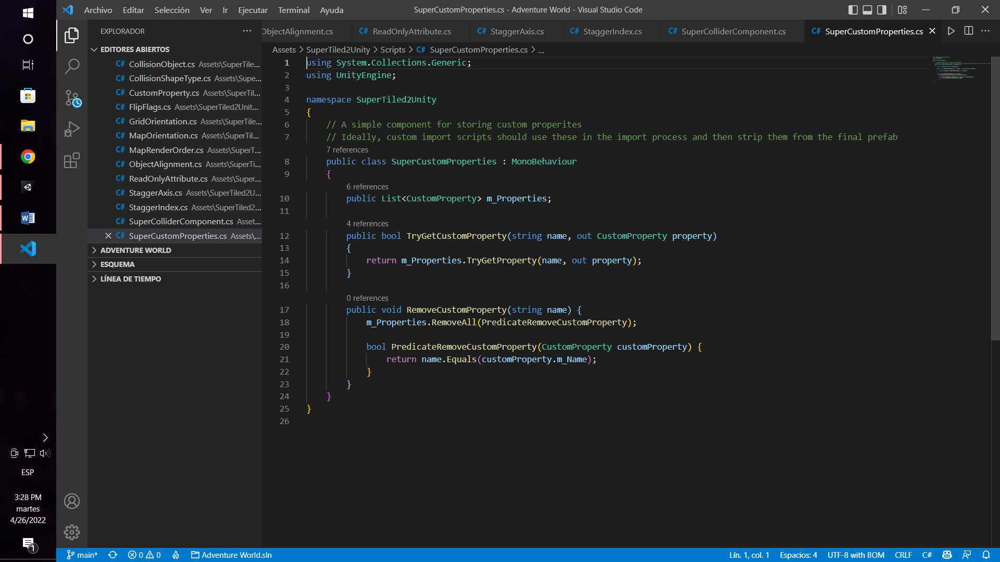 Archivo Editar Selección Ver Ir Ejecutar Terminal Ayuda
SuperCustomProperties.cs - Adventure World - Visual Studio Code
EXPLORADOR
ObjectAlignment.cs
C# ReadOnlyAttribute.cs
C# StaggerAxis.cs
C# StaggerIndex.cs
C# SuperColliderComponent.cs
C# SuperCustomProperties.cs
EDITORES ABIERTOS
C# CollisionObject.cs Assets\SuperTile...
C# CollisionShapeType.cs Assets\Supe...
C# CustomProperty.cs Assets\SuperTil...
C# FlipFlags.cs Assets\SuperTiled2Unit...
C# GridOrientation.cs Assets\SuperTile...
C# MapOrientation.cs Assets\SuperTil...
C# MapRenderOrder.cs Assets\SuperT...
C# ObjectAlignment.cs Assets\SuperTi...
C# ReadOnlyAttribute.cs Assets\Super...
C# StaggerAxis.cs Assets\SuperTiled2U...
C# StaggerIndex.cs Assets\SuperTiled2...
C# SuperColliderComponent.cs Asset...
C# SuperCustomProperties.cs Assets\...
ADVENTURE WORLD
ESQUEMA
LÍNEA DE TIEMPO
Assets > SuperTiled2Unity > Scripts > C# SuperCustomProperties.cs > ...
1 using System.Collections.Generic;
2 using UnityEngine;
3
4 namespace SuperTiled2Unity
5 {
6 // A simple component for storing custom properites
7 // Ideally, custom import scripts should use these in the import process and then strip them from the final prefab
7 references
8 public class SuperCustomProperties : MonoBehaviour
9 {
6 references
10 public List<CustomProperty> m_Properties;
11
4 references
12 public bool TryGetCustomProperty(string name, out CustomProperty property)
13 {
14 return m_Properties.TryGetProperty(name, out property);
15 }
16
0 references
17 public void RemoveCustomProperty(string name) {
18 m_Properties.RemoveAll(PredicateRemoveCustomProperty);
19
20 bool PredicateRemoveCustomProperty(CustomProperty customProperty) {
21 return name.Equals(customProperty.m_Name);
22 }
23 }
24 }
25 }
26
ESP
3:28 PM
martes
4/26/2022
1
main* 0 0 Adventure World.sln
Lín. 1, col. 1 Espacios: 4 UTF-8 with BOM CRLF C#